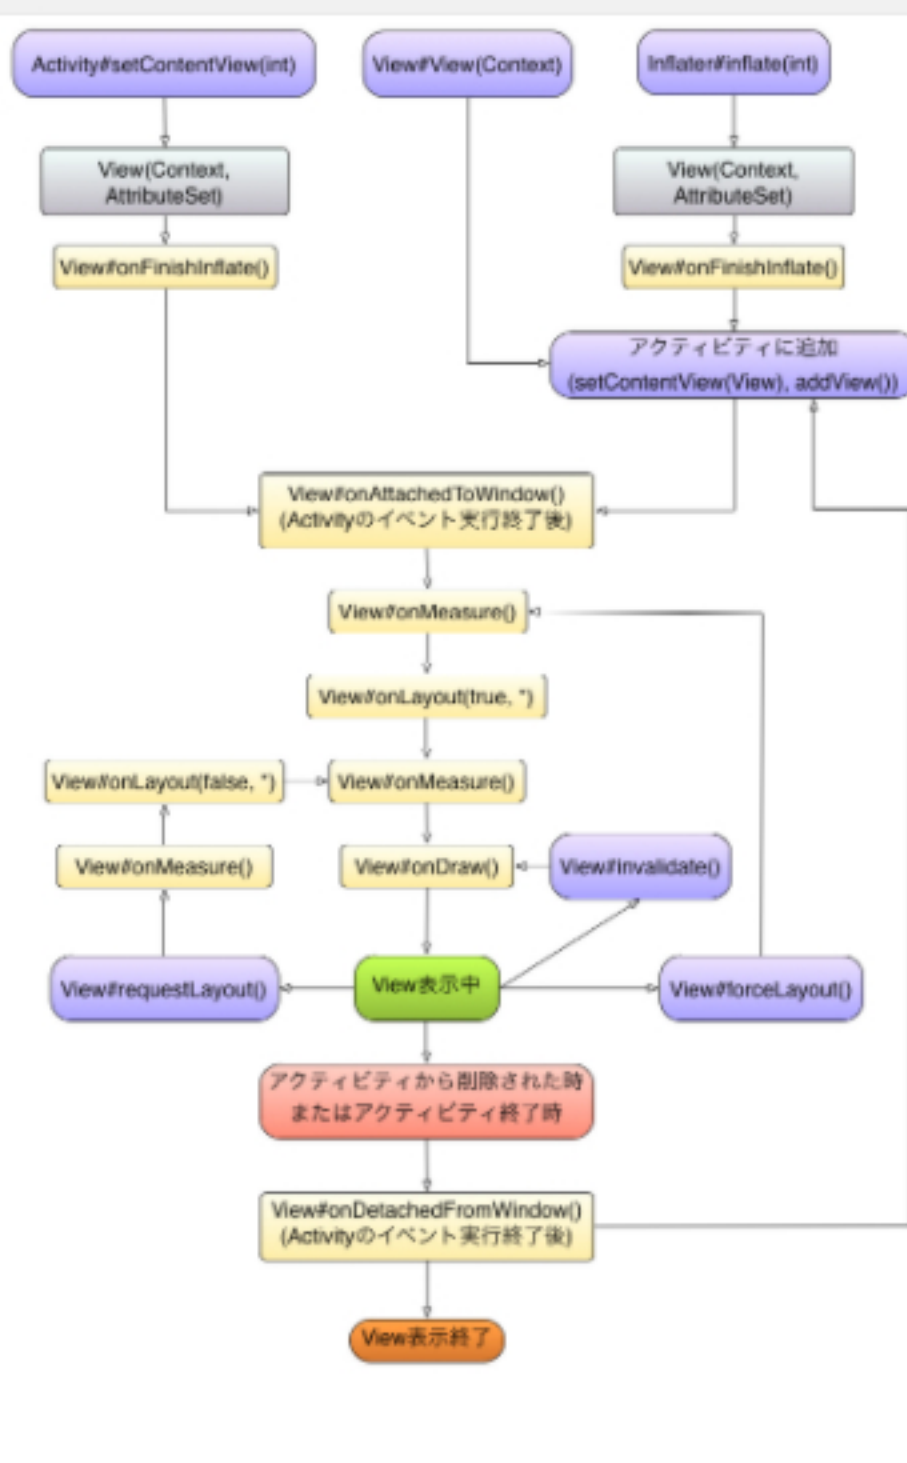 Activity#setContentView(int)
View#View(Context)
Inflater#inflate(int)
View(Context,
AttributeSet)
View(Context,
AttributeSet)
View#onFinishInflate()
View#onFinishInflate()
アクティビティに追加
(setContentView(View), addView())
View#onAttachedToWindow()
(Activityのイベント実行終了後)
View#onMeasure()
View#onLayout(true, *)
View#onLayout(false, *)
View#onMeasure()
View#onMeasure()
View#onDraw()
View#invalidate()
View#requestLayout()
View表示中
View#forceLayout()
アクティビティから削除された時
またはアクティビティ終了時
View#onDetachedFromWindow()
(Activityのイベント実行終了後)
View表示終了